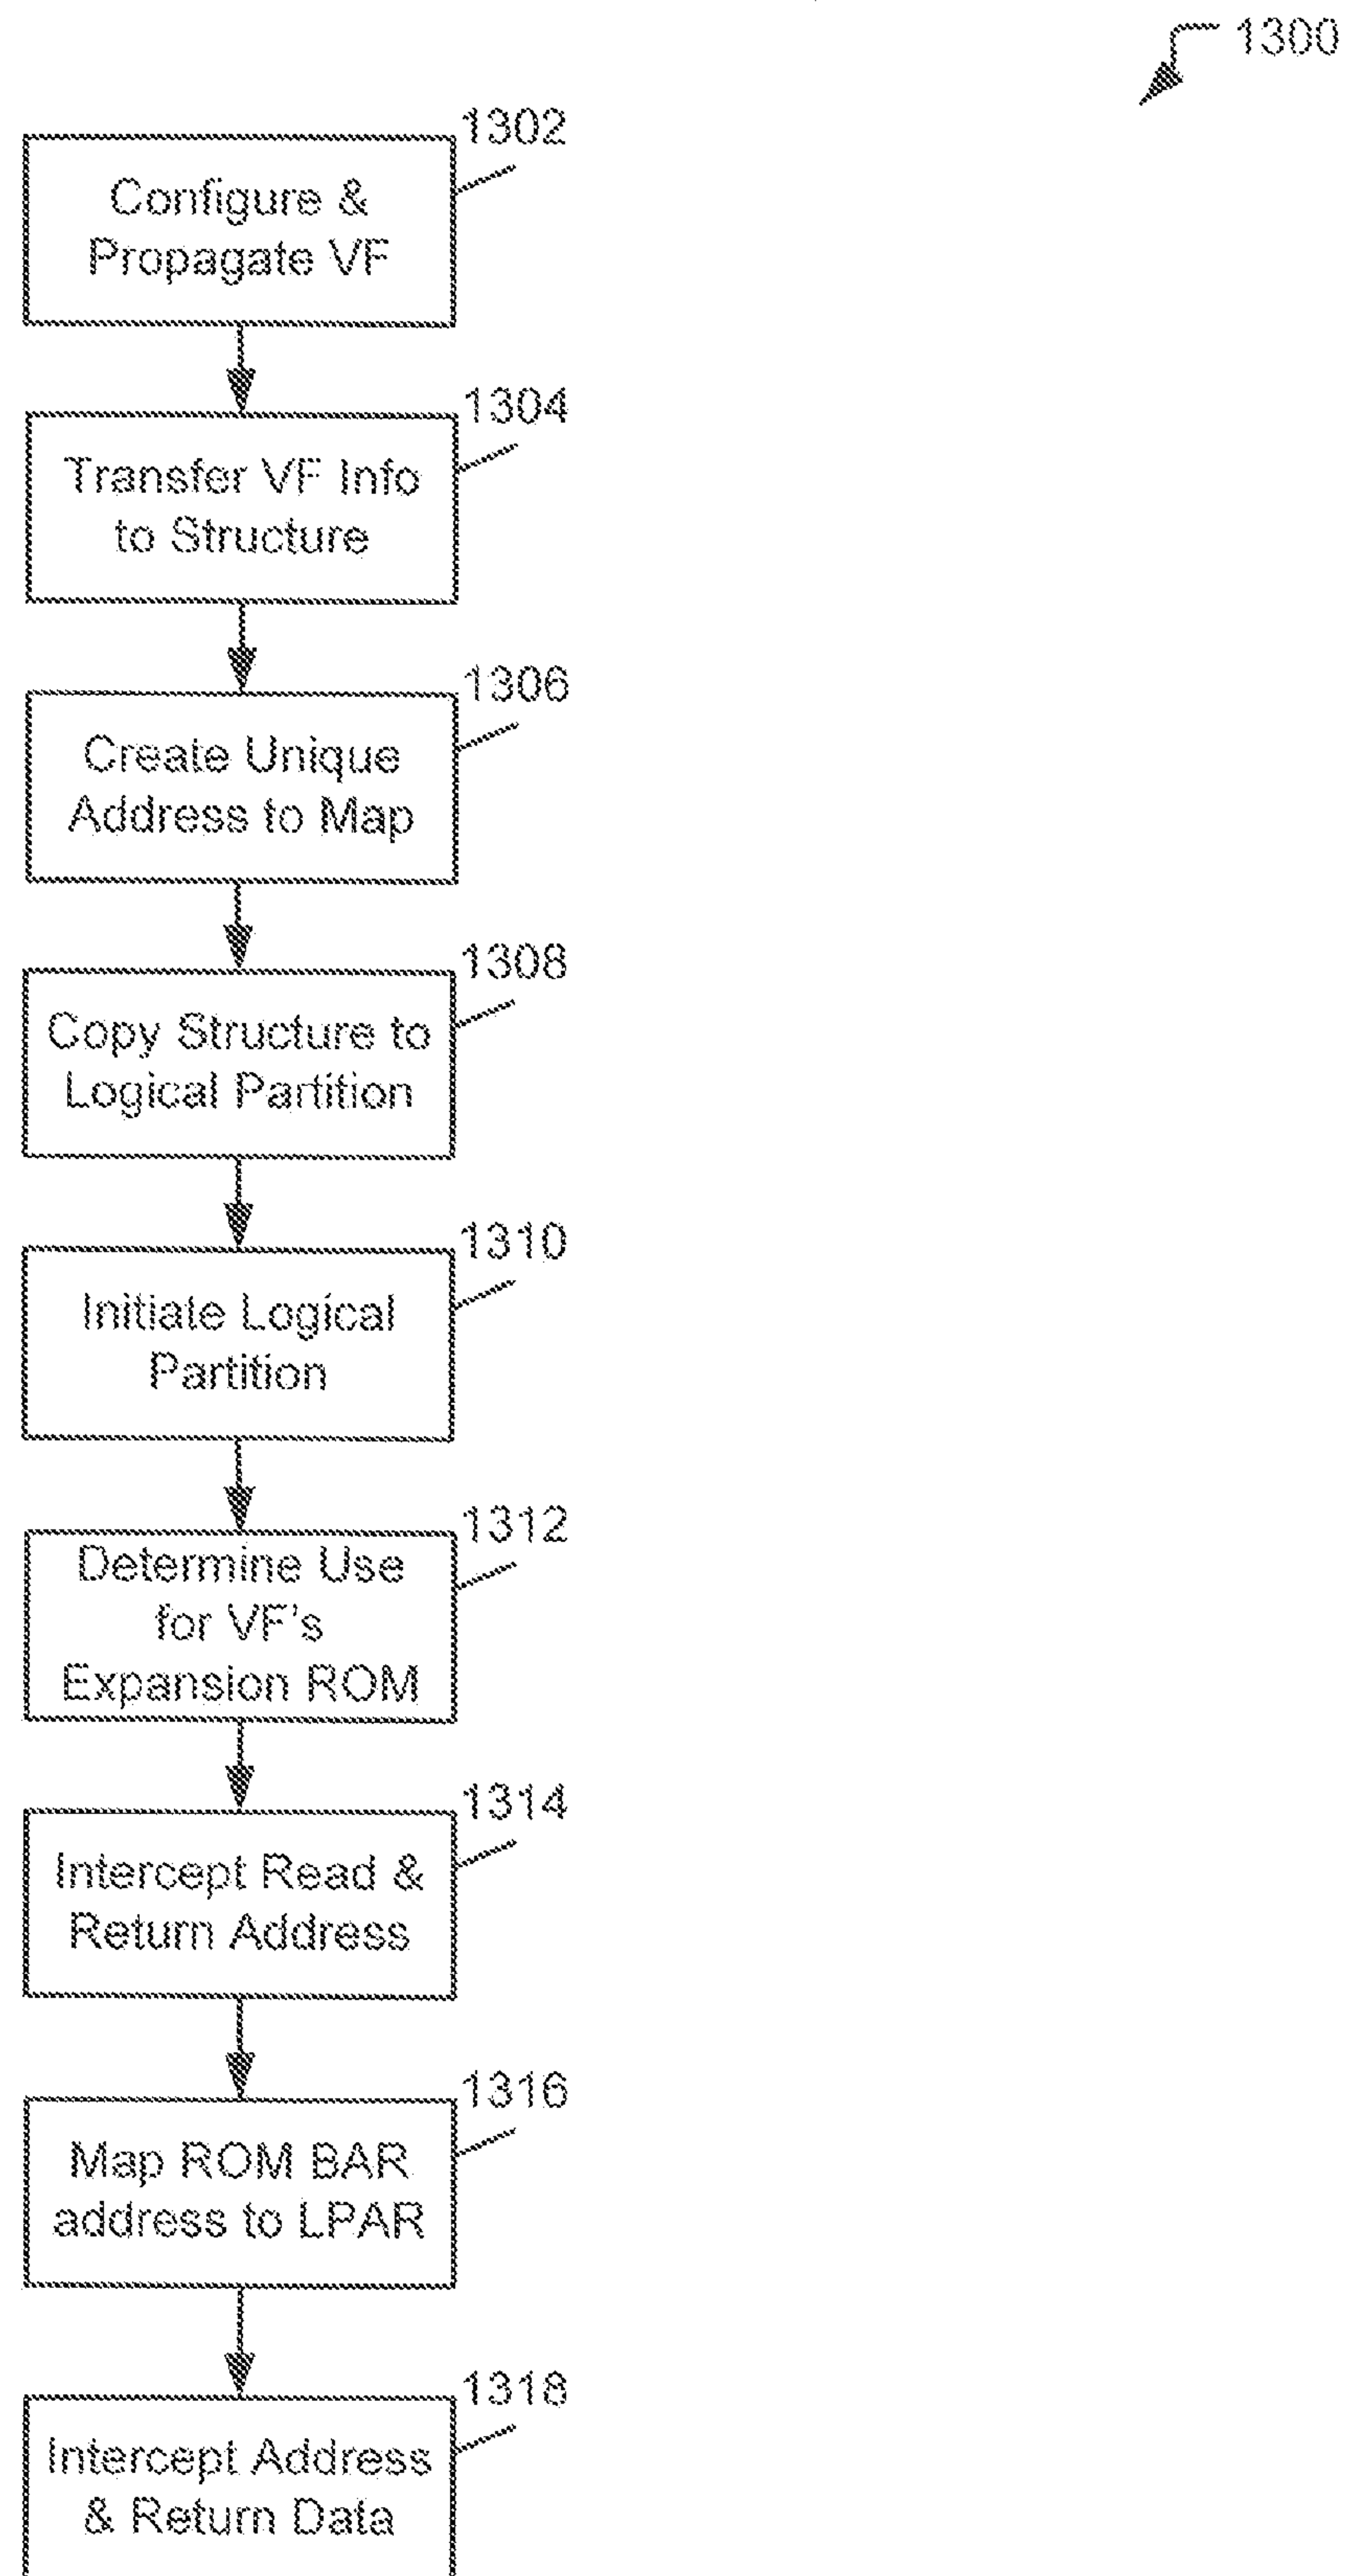 1300
1302
Configure &
Propagate VF
1304
Transfer VF Info
to Structure
1306
Create Unique
Address to Map
1308
Copy Structure to
Logical Partition
1310
Initiate Logical
Partition
1312
Determine Use
for VF's
Expansion ROM
1314
Intercept Read &
Return Address
1316
Map ROM BAR
address to LPAR
1318
Intercept Address
& Return Data